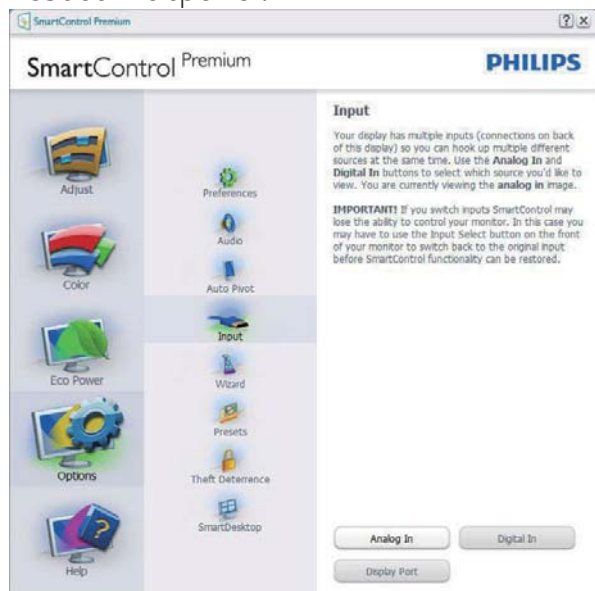 SmartControl Premium
SmartControl Premium
PHILIPS
Adjust
Color
Eco Power
Options
Help
Preferences
Audio
Auto Pivot
Input
Wizard
Presets
Theft Deterrence
SmartDesktop
Input
Your display has multiple inputs (connections on back
of this display) so you can hook up multiple different
sources at the same time. Use the Analog In and
Digital In buttons to select which source you'd like to
view. You are currently viewing the analog in image.
IMPORTANT! If you switch inputs SmartControl may
lose the ability to control your monitor. In this case you
may have to use the Input Select button on the front
of your monitor to switch back to the original input
before SmartControl functionality can be restored.
Analog In
Digital In
Display Port